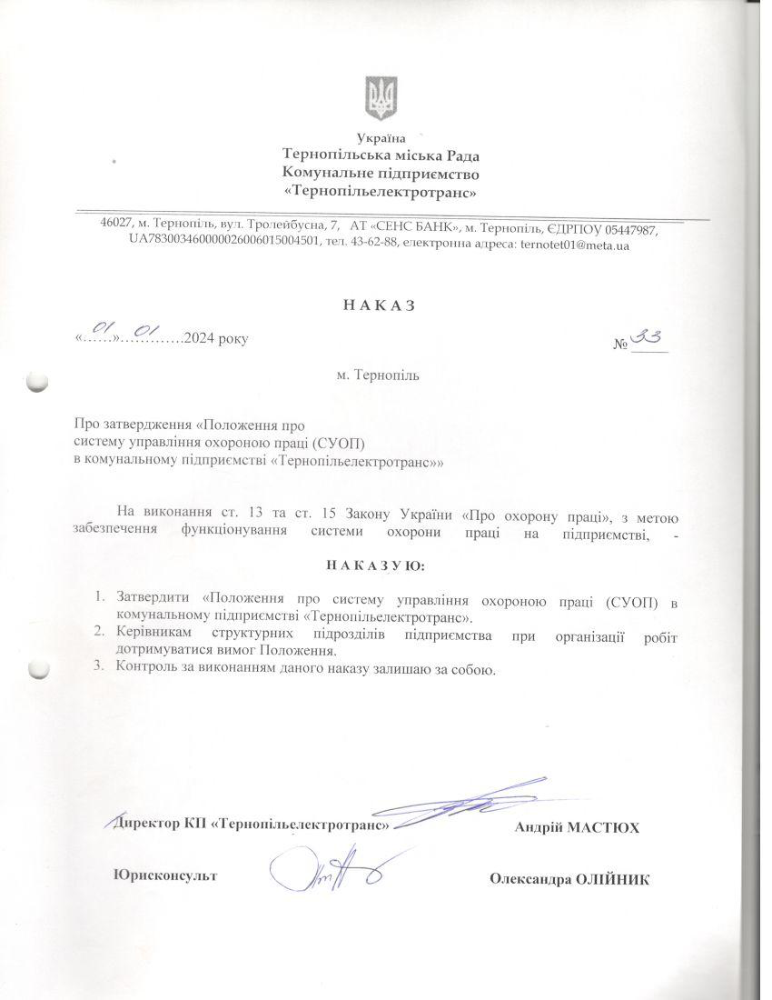 Україна
Тернопільська міська Рада
Комунальне підприємство
«Тернопільелектротранс»
46027, м. Тернопіль, вул. Тролейбусна, 7, АТ «СЕНС БАНК», м. Тернопіль, ЄДРПОУ 05447987,
UA783003460000026006015004501, тел. 43-62-88, електронна адреса: ternotet01@meta.ua
Н А К А З
«01» 01 2024 року № 33
м. Тернопіль
Про затвердження «Положення про
систему управління охороною праці (СУОП)
в комунальному підприємстві «Тернопільелектротранс»»
На виконання ст. 13 та ст. 15 Закону України «Про охорону праці», з метою
забезпечення функціонування системи охорони праці на підприємстві, -
Н А К А З У Ю:
1. Затвердити «Положення про систему управління охороною праці (СУОП) в
комунальному підприємстві «Тернопільелектротранс».
2. Керівникам структурних підрозділів підприємства при організації робіт
дотримуватися вимог Положення.
3. Контроль за виконанням даного наказу залишаю за собою.
Директор КП «Тернопільелектротранс» Андрій МАСТЮХ
Юрисконсульт Олександра ОЛІЙНИК